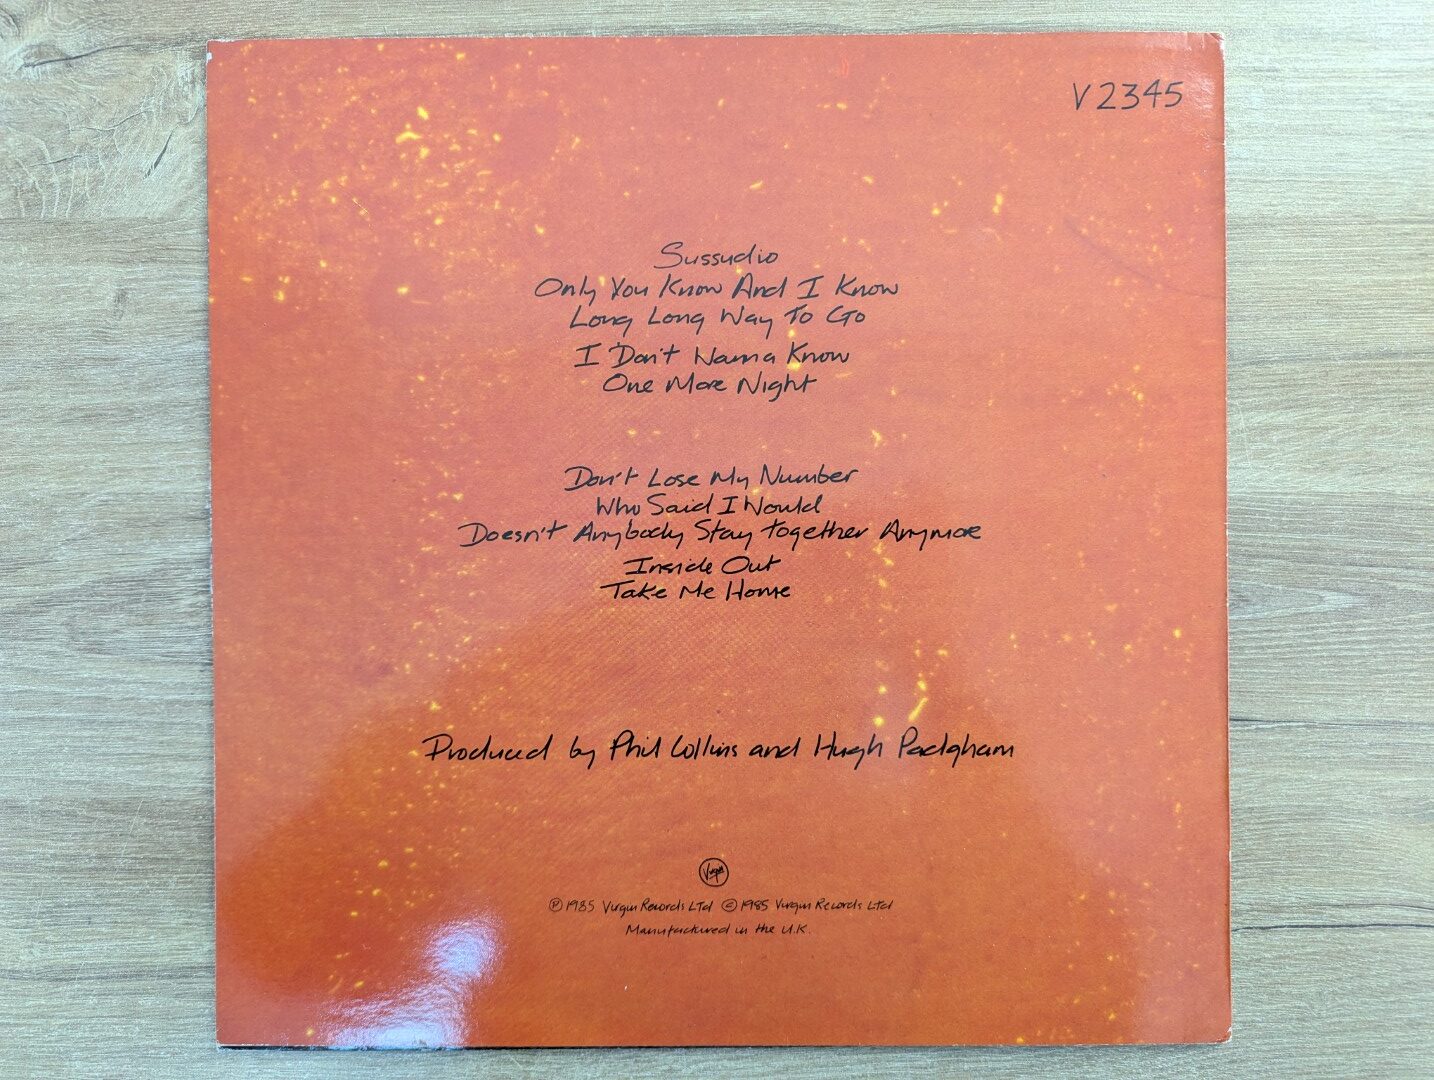 V2345
Sussudio
Only You Know And I Know
Long Long Way To Go
I Don't Wanna Know
One More Night
Don't Lose My Number
Who Said I Would
Doesn't Anybody Stay Together Anymore
Inside Out
Take Me Home
Produced by Phil Collins and Hugh Padgham
Virgin
℗ 1985 Virgin Records Ltd © 1985 Virgin Records Ltd
Manufactured in the U.K.